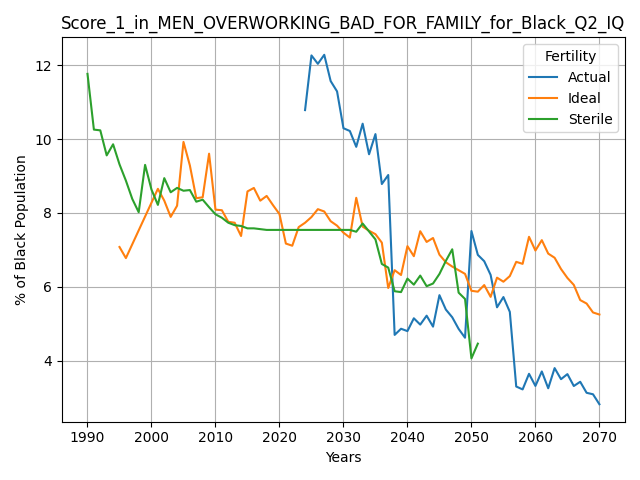 Score_1_in_MEN_OVERWORKING_BAD_FOR_FAMILY_for_Black_Q2_IQ
Fertility
Actual
Ideal
Sterile
% of Black Population
12
10
8
6
4
1990 2000 2010 2020 2030 2040 2050 2060 2070
Years